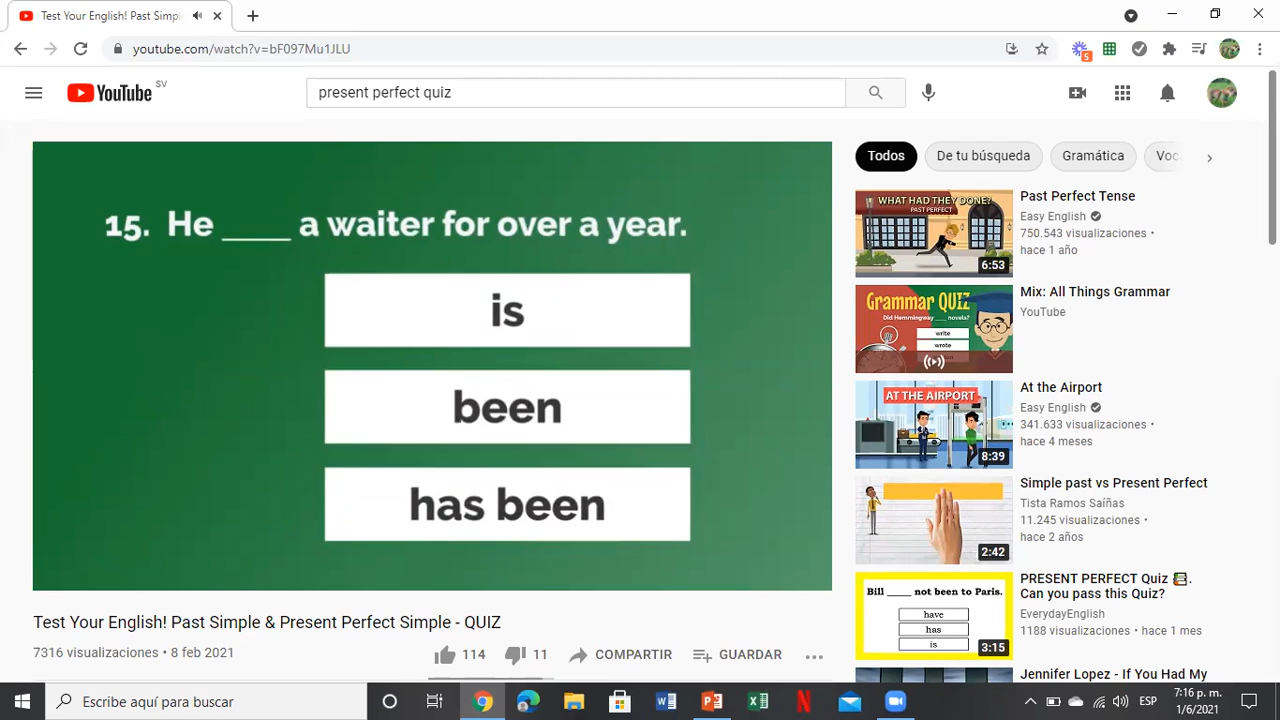 Test Your English! Past Simple
youtube.com/watch?v=bF097Mu1JLU
5
YouTube SV
present perfect quiz
15. He ____ a waiter for over a year.
is
been
has been
Test Your English! Past Simple & Present Perfect Simple - QUIZ
7316 visualizaciones • 8 feb 2021
114
11
COMPARTIR
GUARDAR
Todos
De tu búsqueda
Gramática
WHAT HAD THEY DONE?
PAST PERFECT
6:53
Past Perfect Tense
Easy English
750.543 visualizaciones •
hace 1 año
Grammar QUIZ
Did Hemmingway ___ novels?
write
wrote
Mix: All Things Grammar
YouTube
AT THE AIRPORT
8:39
At the Airport
Easy English
341.633 visualizaciones •
hace 4 meses
2:42
Simple past vs Present Perfect
Tista Ramos Saíñas
11.245 visualizaciones •
hace 2 años
Bill ____ not been to Paris.
have
has
is
3:15
PRESENT PERFECT Quiz 📚.
Can you pass this Quiz?
EverydayEnglish
1188 visualizaciones • hace 1 mes
Jennifer Lopez - If You Had My
Escribe aquí para buscar
ESP
7:16 p. m.
1/6/2021